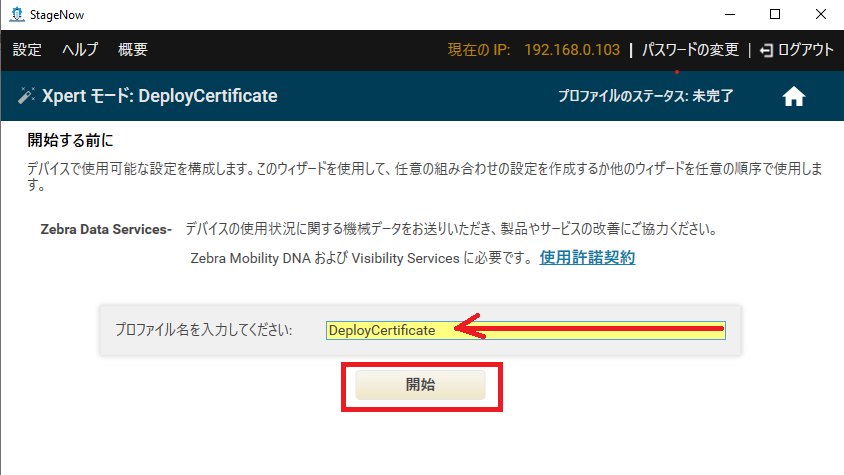 StageNow
設定 ヘルプ 概要 現在の IP: 192.168.0.103 | パスワードの変更 | ログアウト
Xpert モード: DeployCertificate プロファイルのステータス: 未完了
開始する前に
デバイスで使用可能な設定を構成します。このウィザードを使用して、任意の組み合わせの設定を作成するか他のウィザードを任意の順序で使用しま
す。
Zebra Data Services- デバイスの使用状況に関する機械データをお送りいただき、製品やサービスの改善にご協力ください。
Zebra Mobility DNA および Visibility Services に必要です。 使用許諾契約
プロファイル名を入力してください: DeployCertificate
開始